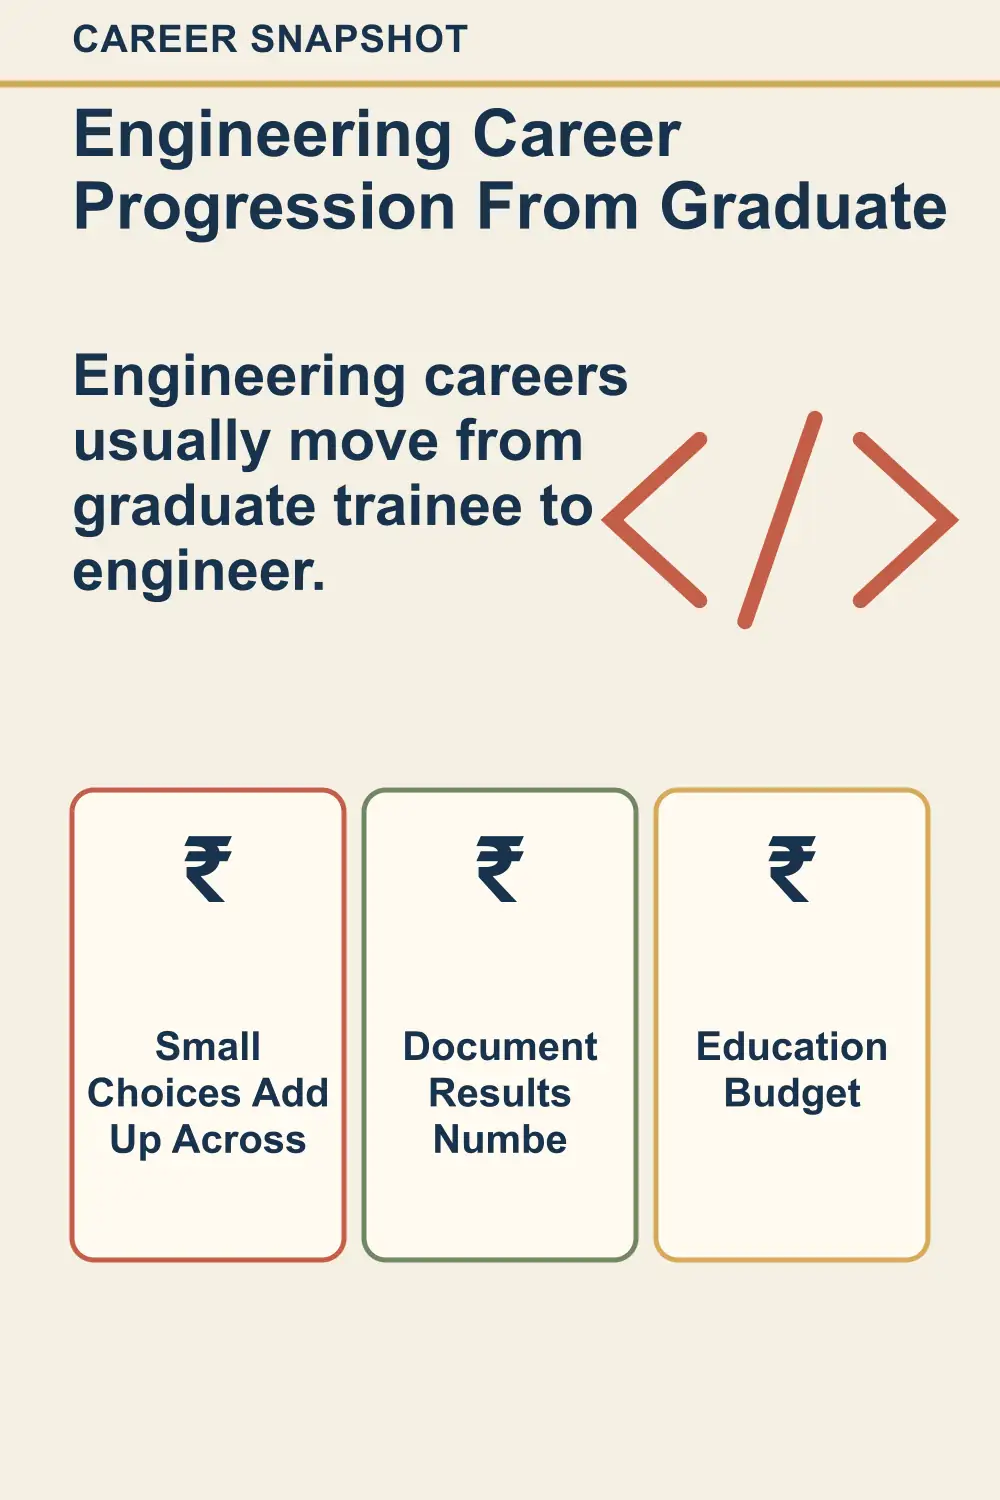 CAREER SNAPSHOT
Engineering Career
Progression From Graduate
Engineering careers
usually move from
graduate trainee to
engineer.
</>
₹ ₹ ₹
Small
Choices Add
Up Across
Document
Results
Numbe
Education
Budget